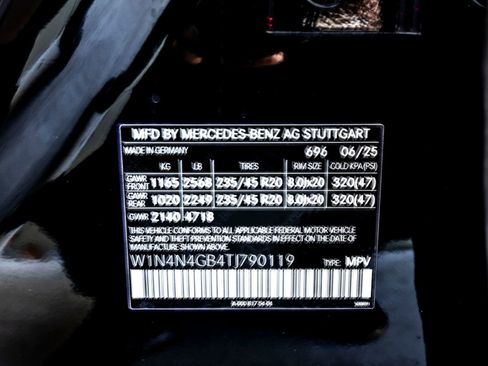 MFD BY MERCEDES-BENZ AG STUTTGART
MADE IN GERMANY 696 06/25
KG LB TIRES RIM SIZE COLD KPA (PSI)
GAWR FRONT 1165 2568 235/45 R20 8.0Jx20 320(47)
GAWR REAR 1020 2249 235/45 R20 8.0Jx20 320(47)
GVWR 2140 4718
THIS VEHICLE CONFORMS TO ALL APPLICABLE FEDERAL MOTOR VEHICLE
SAFETY AND THEFT PREVENTION STANDARDS IN EFFECT ON THE DATE OF
MANUFACTURE SHOWN ABOVE.
W1N4N4GB4TJ790119 TYPE: MPV